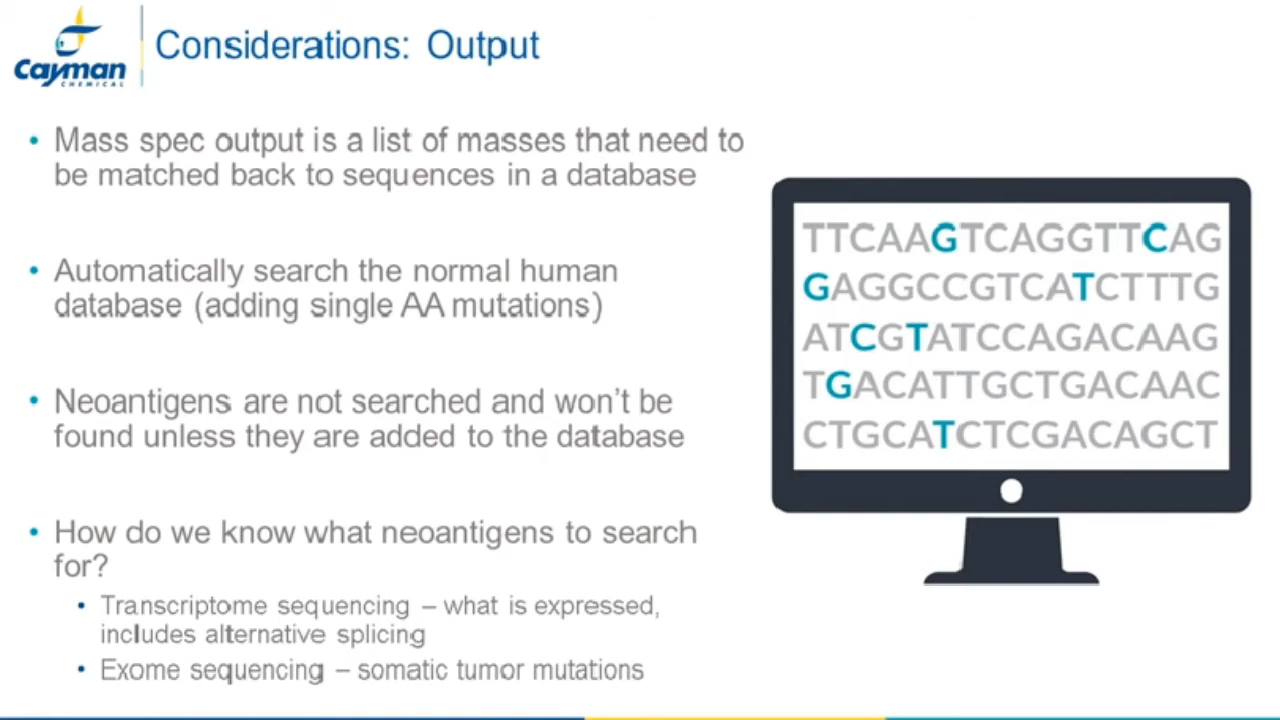 Cayman
CHEMICAL
Considerations: Output
• Mass spec output is a list of masses that need to
be matched back to sequences in a database
• Automatically search the normal human
database (adding single AA mutations)
• Neoantigens are not searched and won't be
found unless they are added to the database
• How do we know what neoantigens to search
for?
• Transcriptome sequencing – what is expressed,
includes alternative splicing
• Exome sequencing – somatic tumor mutations
TTCAAGTCAGGTTCAG
GAGGCCGTCATCTTTG
ATCGTATCCAGACAAG
TGACATTGCTGACAAC
CTGCATCTCGACAGCT